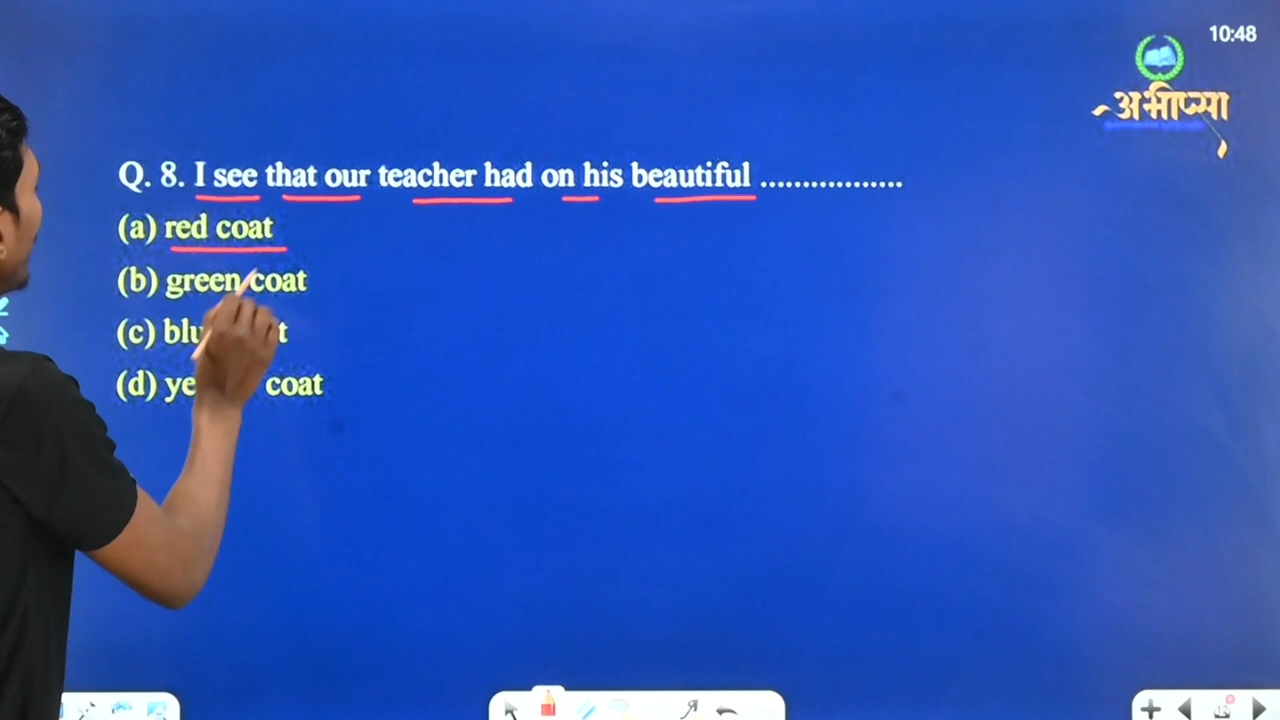 10:48
अभीप्सा
Q. 8. I see that our teacher had on his beautiful .................
(a) red coat
(b) green coat
(c) blu t
(d) ye coat